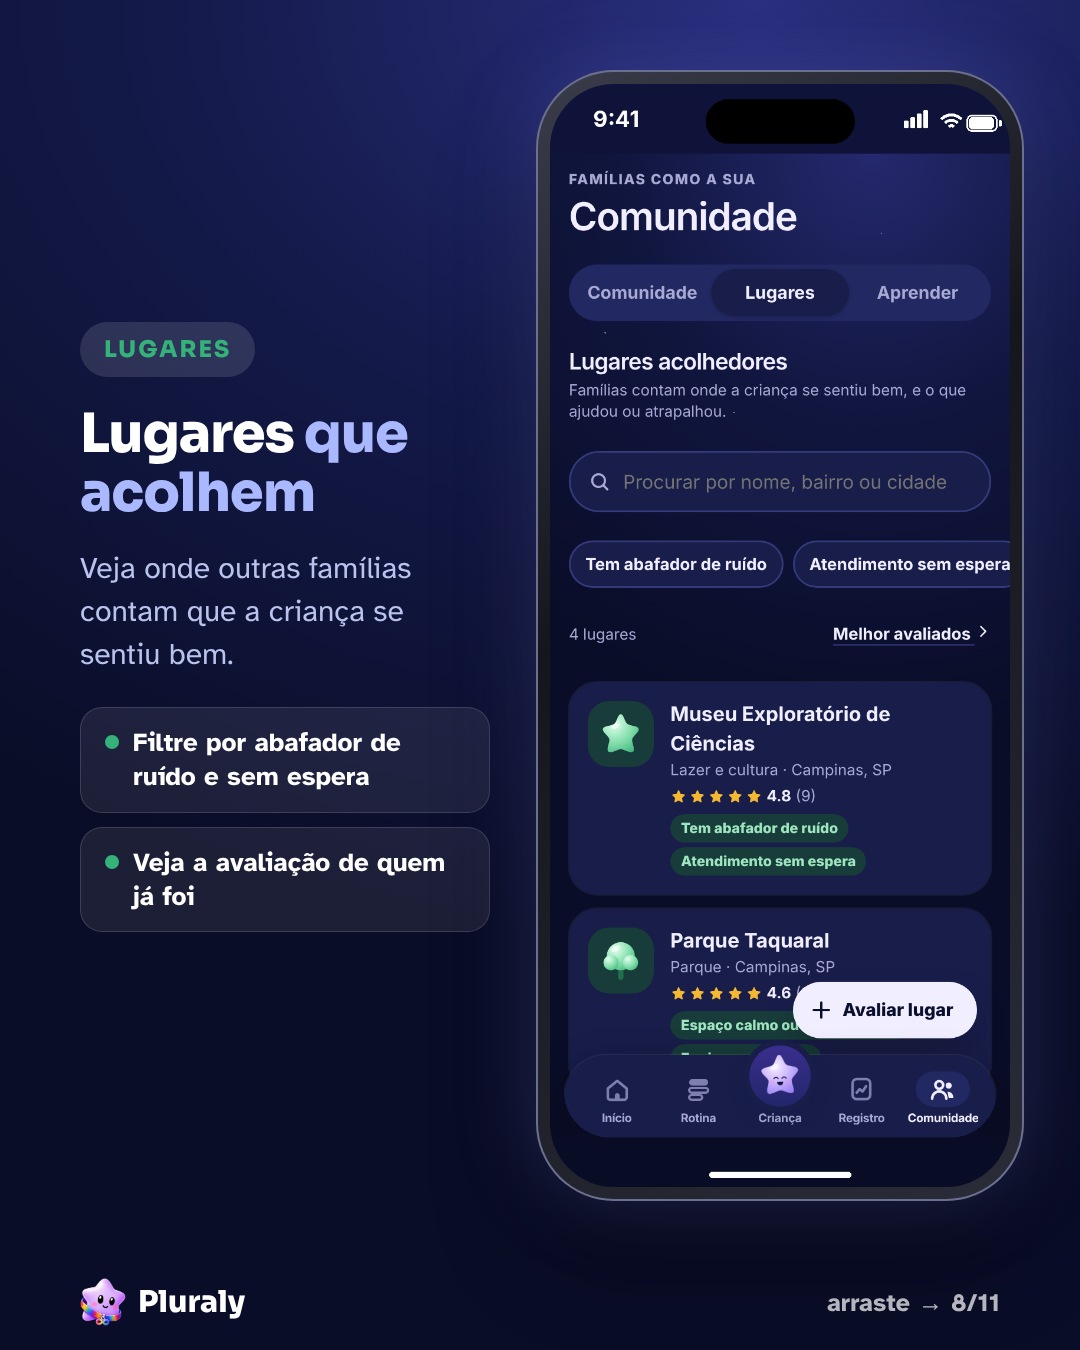 LUGARES
Lugares que
acolhem
Veja onde outras famílias
contam que a criança se
sentiu bem.
Filtre por abafador de
ruído e sem espera
Veja a avaliação de quem
já foi
9:41
FAMÍLIAS COMO A SUA
Comunidade
Comunidade Lugares Aprender
Lugares acolhedores
Famílias contam onde a criança se sentiu bem, e o que
ajudou ou atrapalhou.
Procurar por nome, bairro ou cidade
Tem abafador de ruído Atendimento sem espera
4 lugares Melhor avaliados
Museu Exploratório de
Ciências
Lazer e cultura · Campinas, SP
4.8 (9)
Tem abafador de ruído
Atendimento sem espera
Parque Taquaral
Parque · Campinas, SP
4.6
Espaço calmo ou
Avaliar lugar
Início Rotina Criança Registro Comunidade
Pluraly
arraste → 8/11